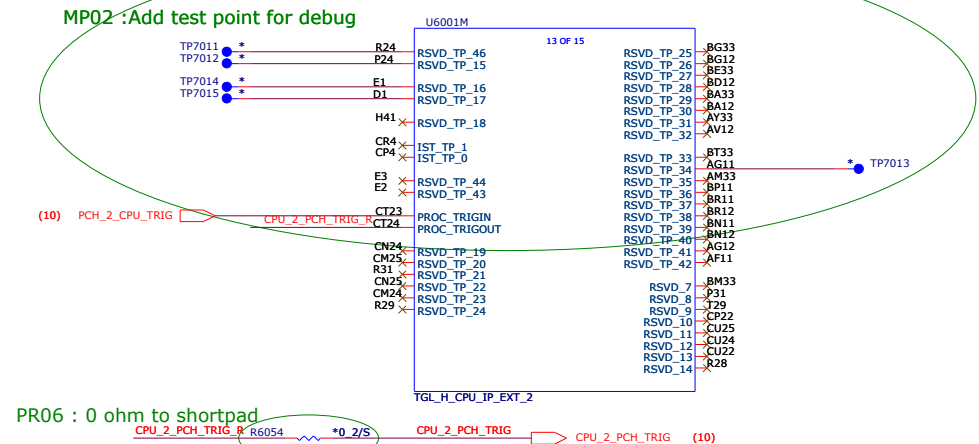 MP02 :Add test point for debug
U6001M
13 OF 15
TP7011 * R24 RSVD_TP_46
TP7012 * P24 RSVD_TP_15
TP7014 * E1 RSVD_TP_16
TP7015 * D1 RSVD_TP_17
H41 RSVD_TP_18
CR4 IST_TP_1
CP4 IST_TP_0
E3 RSVD_TP_44
E2 RSVD_TP_43
(10) PCH_2_CPU_TRIG CT23 PROC_TRIGIN
CPU_2_PCH_TRIG_R CT24 PROC_TRIGOUT
CN24 RSVD_TP_19
CM25 RSVD_TP_20
R31 RSVD_TP_21
CN25 RSVD_TP_22
CM24 RSVD_TP_23
R29 RSVD_TP_24
RSVD_TP_25 BG33
RSVD_TP_26 BG12
RSVD_TP_27 BE33
RSVD_TP_28 BD12
RSVD_TP_29 BA33
RSVD_TP_30 BA12
RSVD_TP_31 AY33
RSVD_TP_32 AV12
RSVD_TP_33 BT33
RSVD_TP_34 AG11 * TP7013
RSVD_TP_35 AM33
RSVD_TP_36 BP11
RSVD_TP_37 BR11
RSVD_TP_38 BR12
RSVD_TP_39 BN11
RSVD_TP_40 BN12
RSVD_TP_41 AG12
RSVD_TP_42 AF11
RSVD_7 BM33
RSVD_8 P31
RSVD_9 T29
RSVD_10 CP22
RSVD_11 CU25
RSVD_12 CU24
RSVD_13 CU22
RSVD_14 R28
TGL_H_CPU_IP_EXT_2
PR06 : 0 ohm to shortpad
CPU_2_PCH_TRIG_R R6054 *0_2/S CPU_2_PCH_TRIG CPU_2_PCH_TRIG (10)